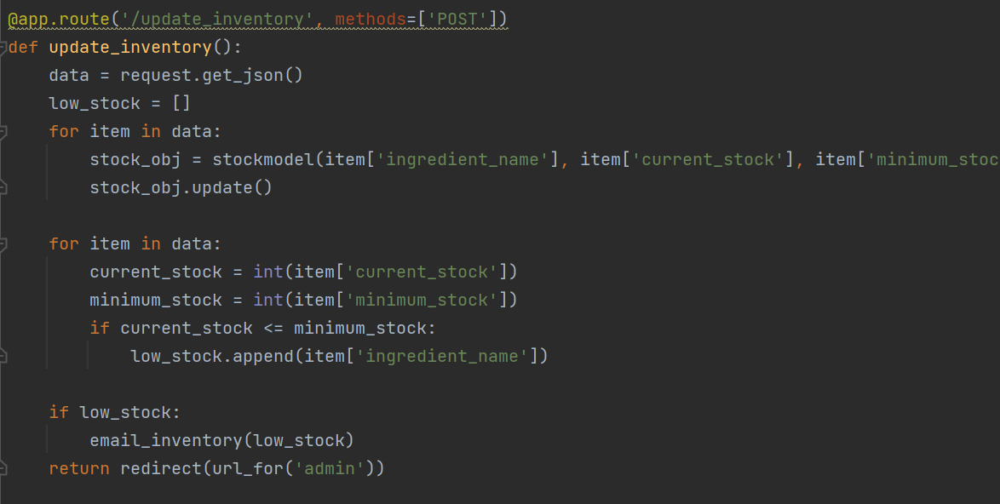 @app.route('/update_inventory', methods=['POST'])
def update_inventory():
    data = request.get_json()
    low_stock = []
    for item in data:
        stock_obj = stockmodel(item['ingredient_name'], item['current_stock'], item['minimum_stoc
        stock_obj.update()
    for item in data:
        current_stock = int(item['current_stock'])
        minimum_stock = int(item['minimum_stock'])
        if current_stock <= minimum_stock:
            low_stock.append(item['ingredient_name'])
    if low_stock:
        email_inventory(low_stock)
    return redirect(url_for('admin'))